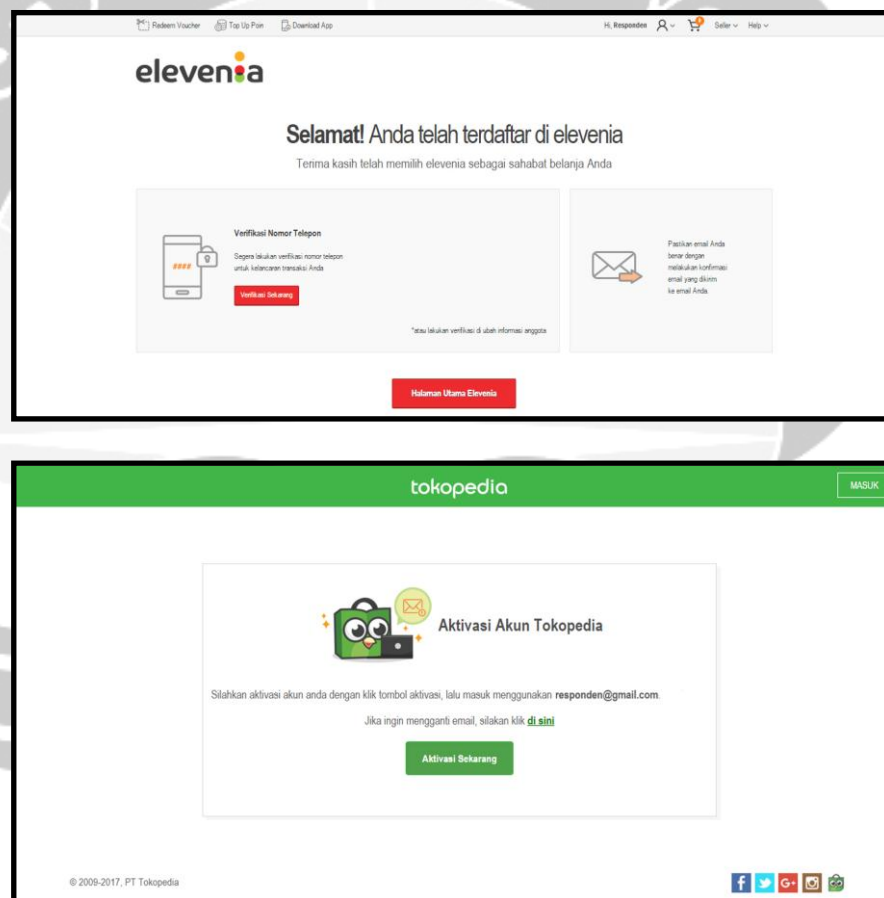 Redeem Voucher Top Up Poin Download App Hi, Responden Seller Help
elevenia
Selamat! Anda telah terdaftar di elevenia
Terima kasih telah memilih elevenia sebagai sahabat belanja Anda
Verifikasi Nomor Telepon
Segera lakukan verifikasi nomor telepon
untuk kelancaran transaksi Anda
Verifikasi Sekarang
*atau lakukan verifikasi di ubah informasi anggota
Pastikan email Anda
benar dengan
melakukan konfirmasi
email yang dikirim
ke email Anda.
Halaman Utama Elevenia
tokopedia
MASUK
Aktivasi Akun Tokopedia
Silahkan aktivasi akun anda dengan klik tombol aktivasi, lalu masuk menggunakan responden@gmail.com.
Jika ingin mengganti email, silakan klik di sini
Aktivasi Sekarang
© 2009-2017, PT Tokopedia